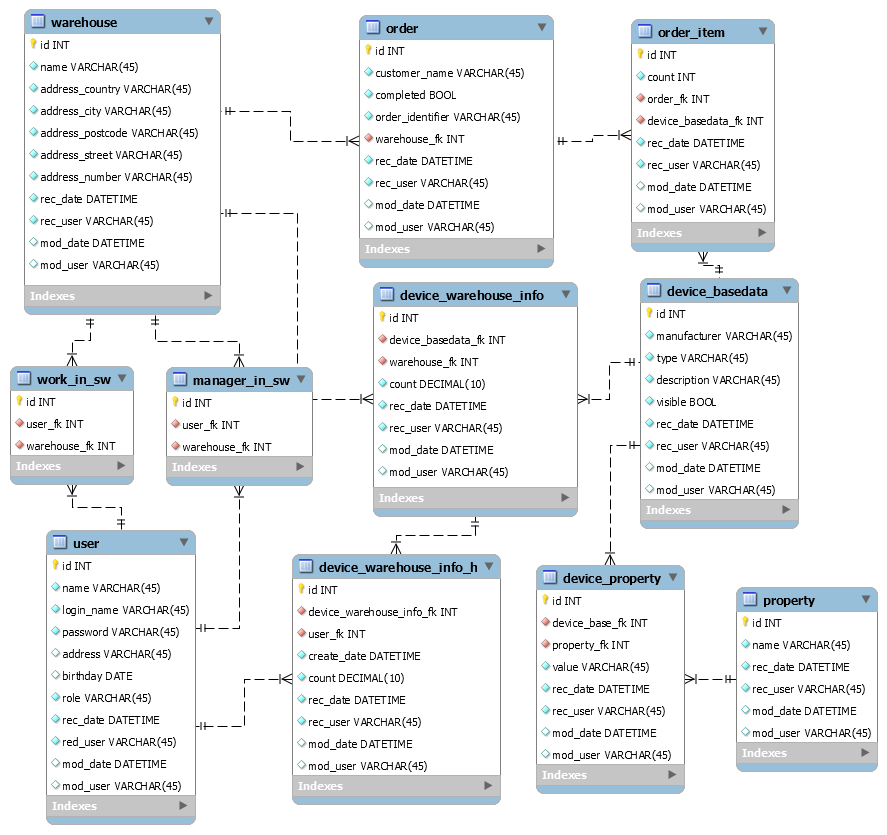 warehouse
id INT
name VARCHAR(45)
address_country VARCHAR(45)
address_city VARCHAR(45)
address_postcode VARCHAR(45)
address_street VARCHAR(45)
address_number VARCHAR(45)
rec_date DATETIME
rec_user VARCHAR(45)
mod_date DATETIME
mod_user VARCHAR(45)
Indexes
order
id INT
customer_name VARCHAR(45)
completed BOOL
order_identifier VARCHAR(45)
warehouse_fk INT
rec_date DATETIME
rec_user VARCHAR(45)
mod_date DATETIME
mod_user VARCHAR(45)
Indexes
order_item
id INT
count INT
order_fk INT
device_basedata_fk INT
rec_date DATETIME
rec_user VARCHAR(45)
mod_date DATETIME
mod_user VARCHAR(45)
Indexes
device_warehouse_info
id INT
device_basedata_fk INT
warehouse_fk INT
count DECIMAL(10)
rec_date DATETIME
rec_user VARCHAR(45)
mod_date DATETIME
mod_user VARCHAR(45)
Indexes
device_basedata
id INT
manufacturer VARCHAR(45)
type VARCHAR(45)
description VARCHAR(45)
visible BOOL
rec_date DATETIME
rec_user VARCHAR(45)
mod_date DATETIME
mod_user VARCHAR(45)
Indexes
work_in_sw
id INT
user_fk INT
warehouse_fk INT
Indexes
manager_in_sw
id INT
user_fk INT
warehouse_fk INT
Indexes
user
id INT
name VARCHAR(45)
login_name VARCHAR(45)
password VARCHAR(45)
address VARCHAR(45)
birthday DATE
role VARCHAR(45)
rec_date DATETIME
red_user VARCHAR(45)
mod_date DATETIME
mod_user VARCHAR(45)
Indexes
device_warehouse_info_h
id INT
device_warehouse_info_fk INT
user_fk INT
create_date DATETIME
count DECIMAL(10)
rec_date DATETIME
rec_user VARCHAR(45)
mod_date DATETIME
mod_user VARCHAR(45)
Indexes
device_property
id INT
device_base_fk INT
property_fk INT
value VARCHAR(45)
rec_date DATETIME
rec_user VARCHAR(45)
mod_date DATETIME
mod_user VARCHAR(45)
Indexes
property
id INT
name VARCHAR(45)
rec_date DATETIME
rec_user VARCHAR(45)
mod_date DATETIME
mod_user VARCHAR(45)
Indexes